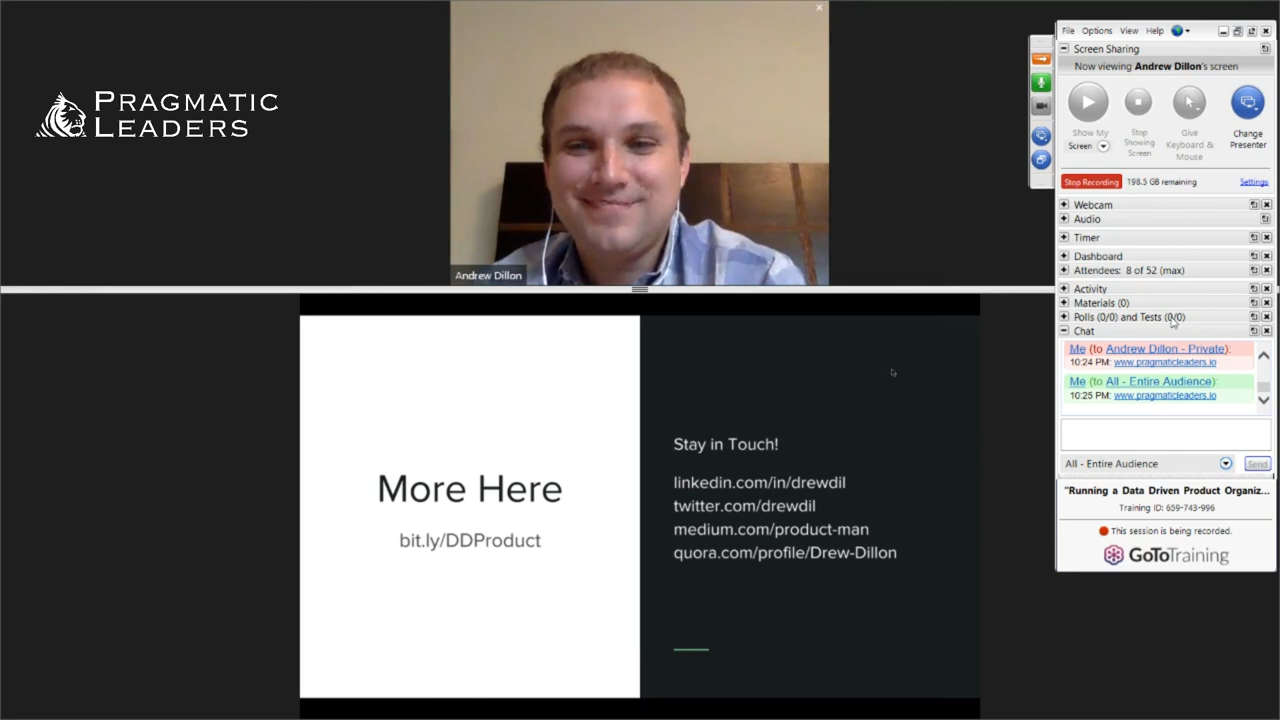 PRAGMATIC
LEADERS
Andrew Dillon
More Here
bit.ly/DDProduct
Stay in Touch!
linkedin.com/in/drewdil
twitter.com/drewdil
medium.com/product-man
quora.com/profile/Drew-Dillon
File Options View Help
Screen Sharing
Now viewing Andrew Dillon's screen
Show My
Screen
Stop
Showing
Screen
Give
Keyboard &
Mouse
Change
Presenter
Stop Recording 198.5 GB remaining Settings
Webcam
Audio
Timer
Dashboard
Attendees: 8 of 52 (max)
Activity
Materials (0)
Polls (0/0) and Tests (0/0)
Chat
Me (to Andrew Dillon - Private):
10:24 PM: www.pragmaticleaders.io
Me (to All - Entire Audience):
10:25 PM: www.pragmaticleaders.io
All - Entire Audience
Send
"Running a Data Driven Product Organiz...
Training ID: 659-743-996
This session is being recorded.
GoToTraining